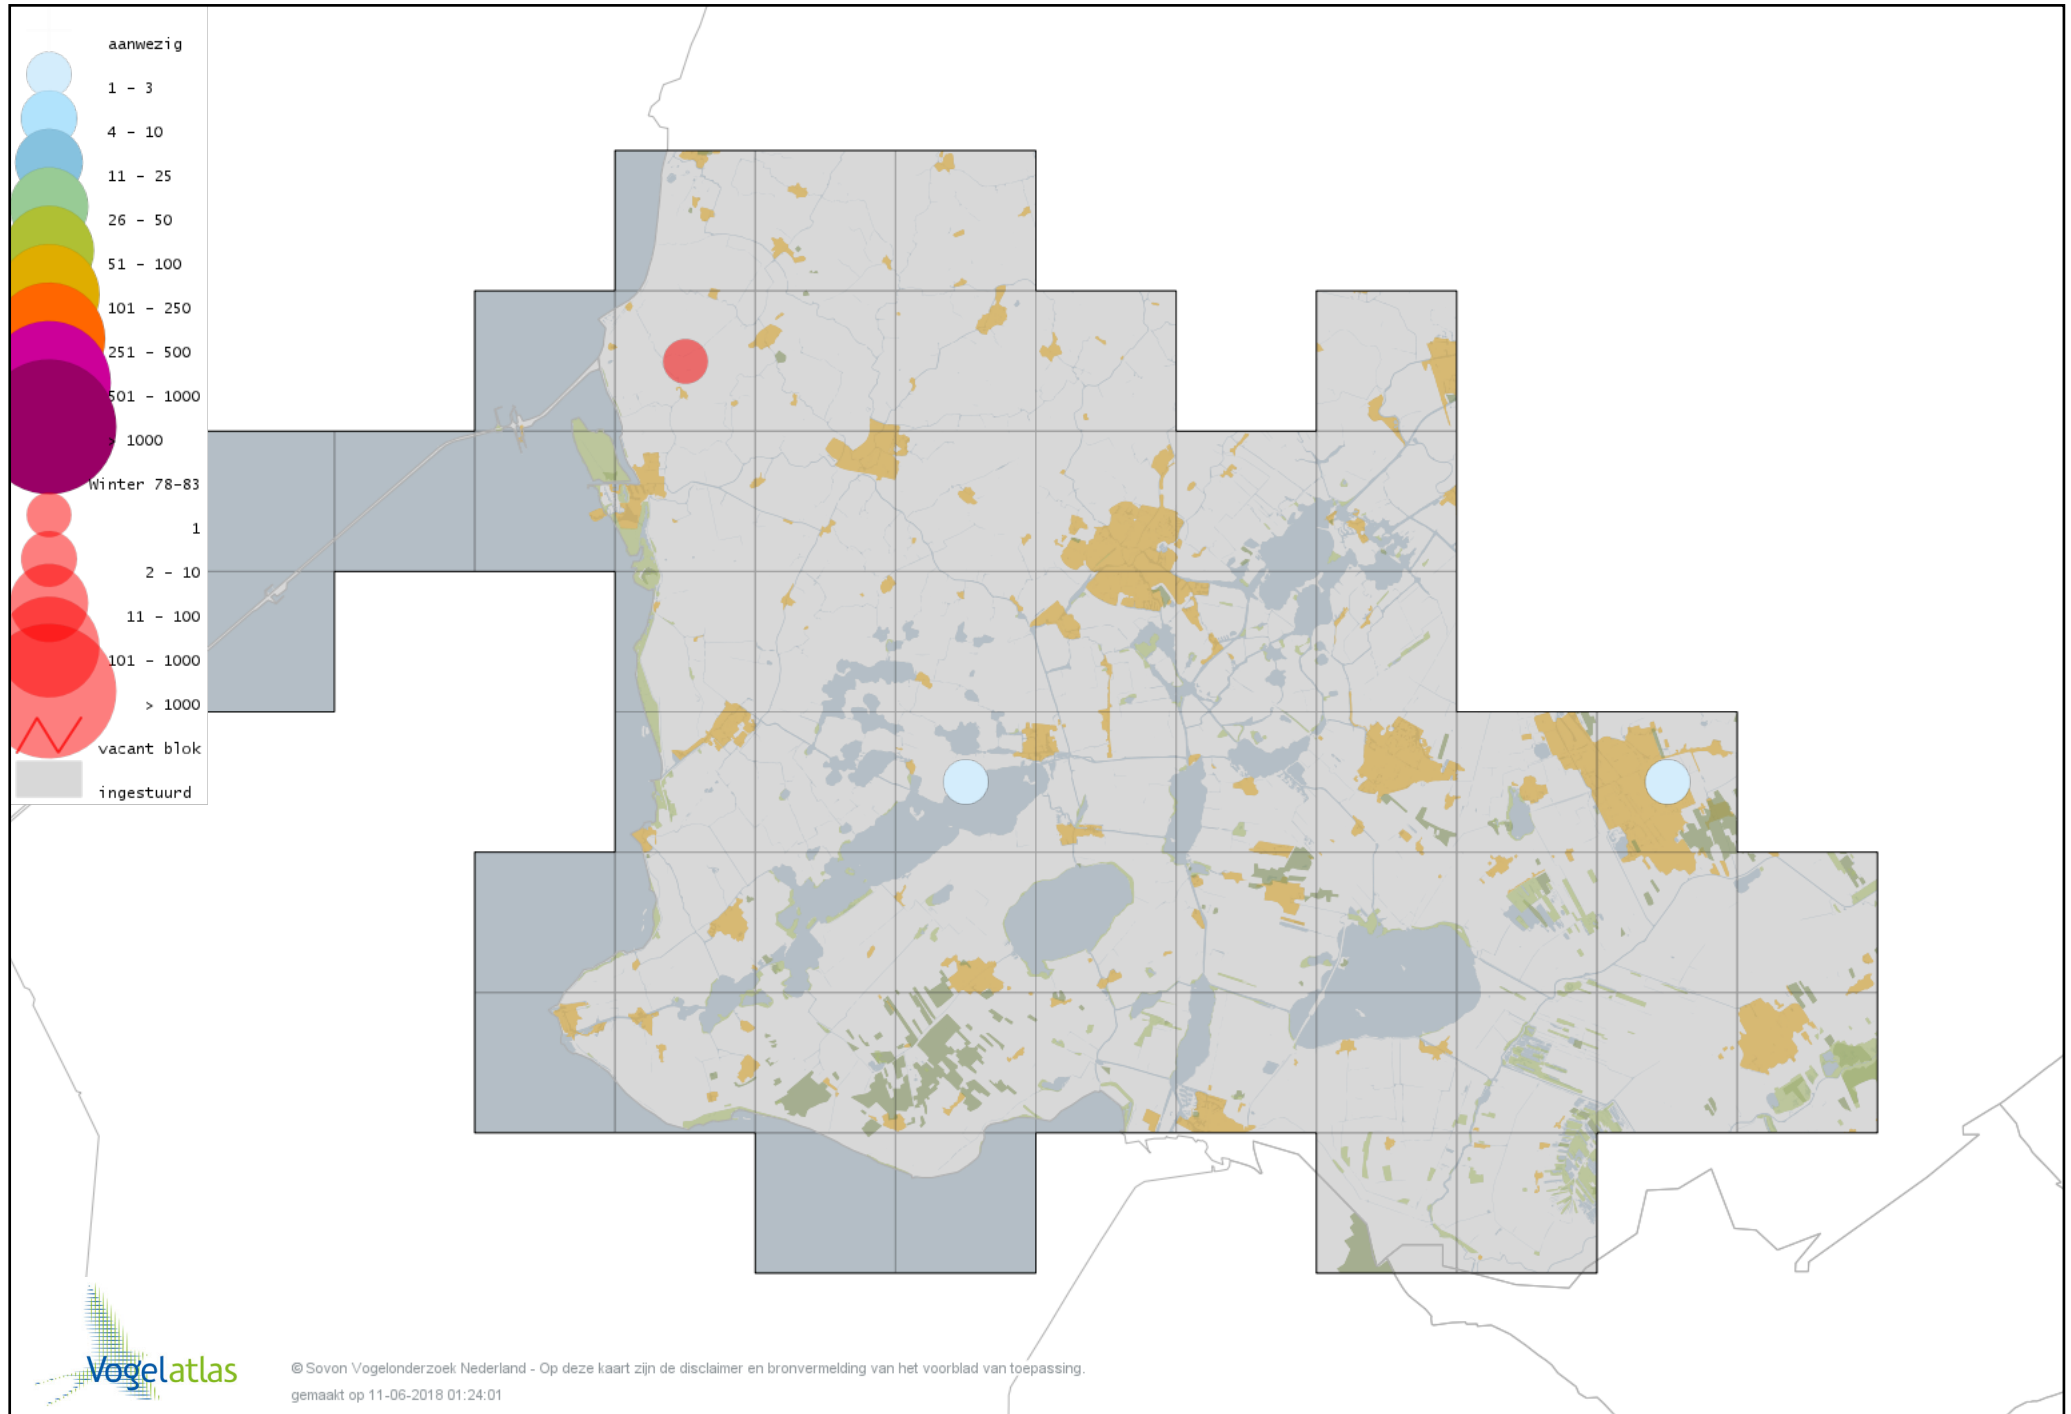 aanwezig
1 – 3
4 – 10
11 – 25
26 – 50
51 – 100
101 – 250
251 – 500
501 – 1000
> 1000
Winter 78-83
1
2 – 10
11 – 100
101 – 1000
> 1000
vacant blok
ingestuurd
Vogelatlas
© Sovon Vogelonderzoek Nederland - Op deze kaart zijn de disclaimer en bronvermelding van het voorblad van toepassing.
gemaakt op 11-06-2018 01:24:01